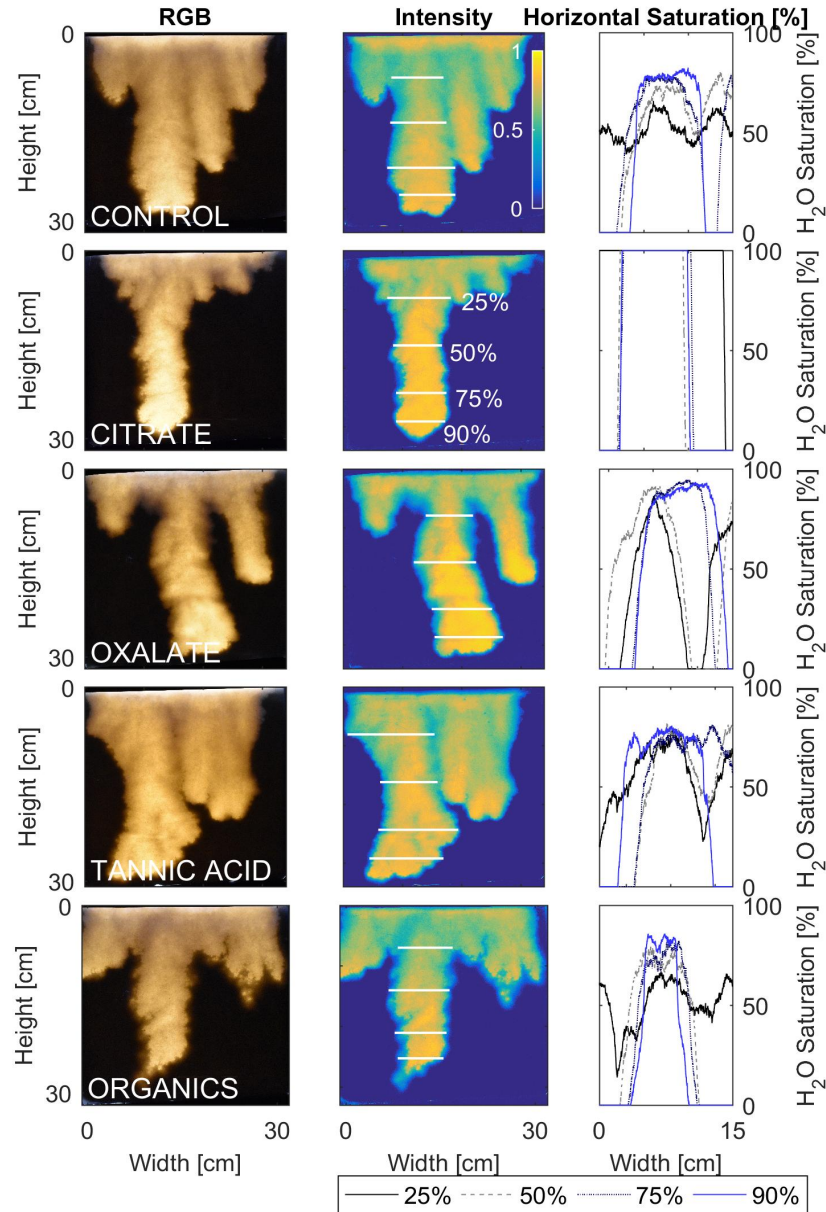 RGB Intensity Horizontal Saturation [%]
0 1 100
Height [cm] 0.5 50 H2O Saturation [%]
30 CONTROL 0 0
0 100
Height [cm] 25% 50% 50 H2O Saturation [%]
75%
30 CITRATE 90% 0
0 100
Height [cm] 50 H2O Saturation [%]
30 OXALATE 0
0 100
Height [cm] 50 H2O Saturation [%]
30 TANNIC ACID 0
0 100
Height [cm] 50 H2O Saturation [%]
30 ORGANICS 0
0 30 0 30 0 15
Width [cm] Width [cm] Width [cm]
25% 50% 75% 90%